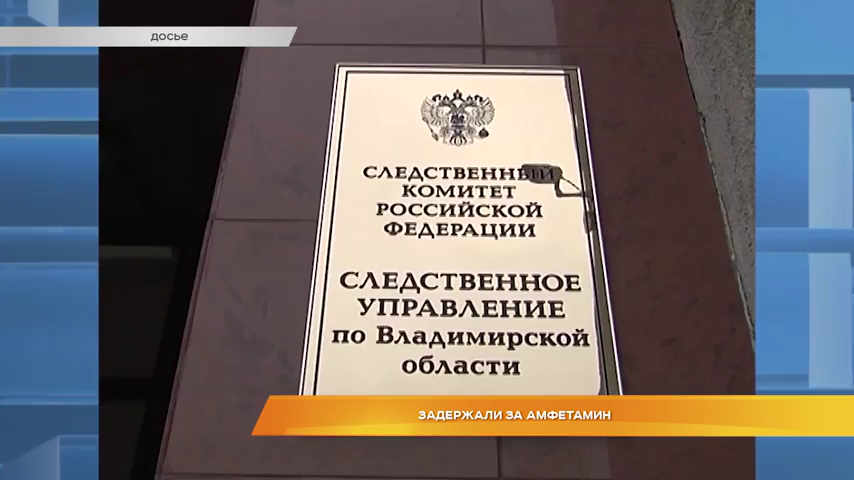 досье
СЛЕДСТВЕННЫЙ
КОМИТЕТ
РОССИЙСКОЙ
ФЕДЕРАЦИИ
СЛЕДСТВЕННОЕ
УПРАВЛЕНИЕ
по Владимирской
области
ЗАДЕРЖАЛИ ЗА АМФЕТАМИН